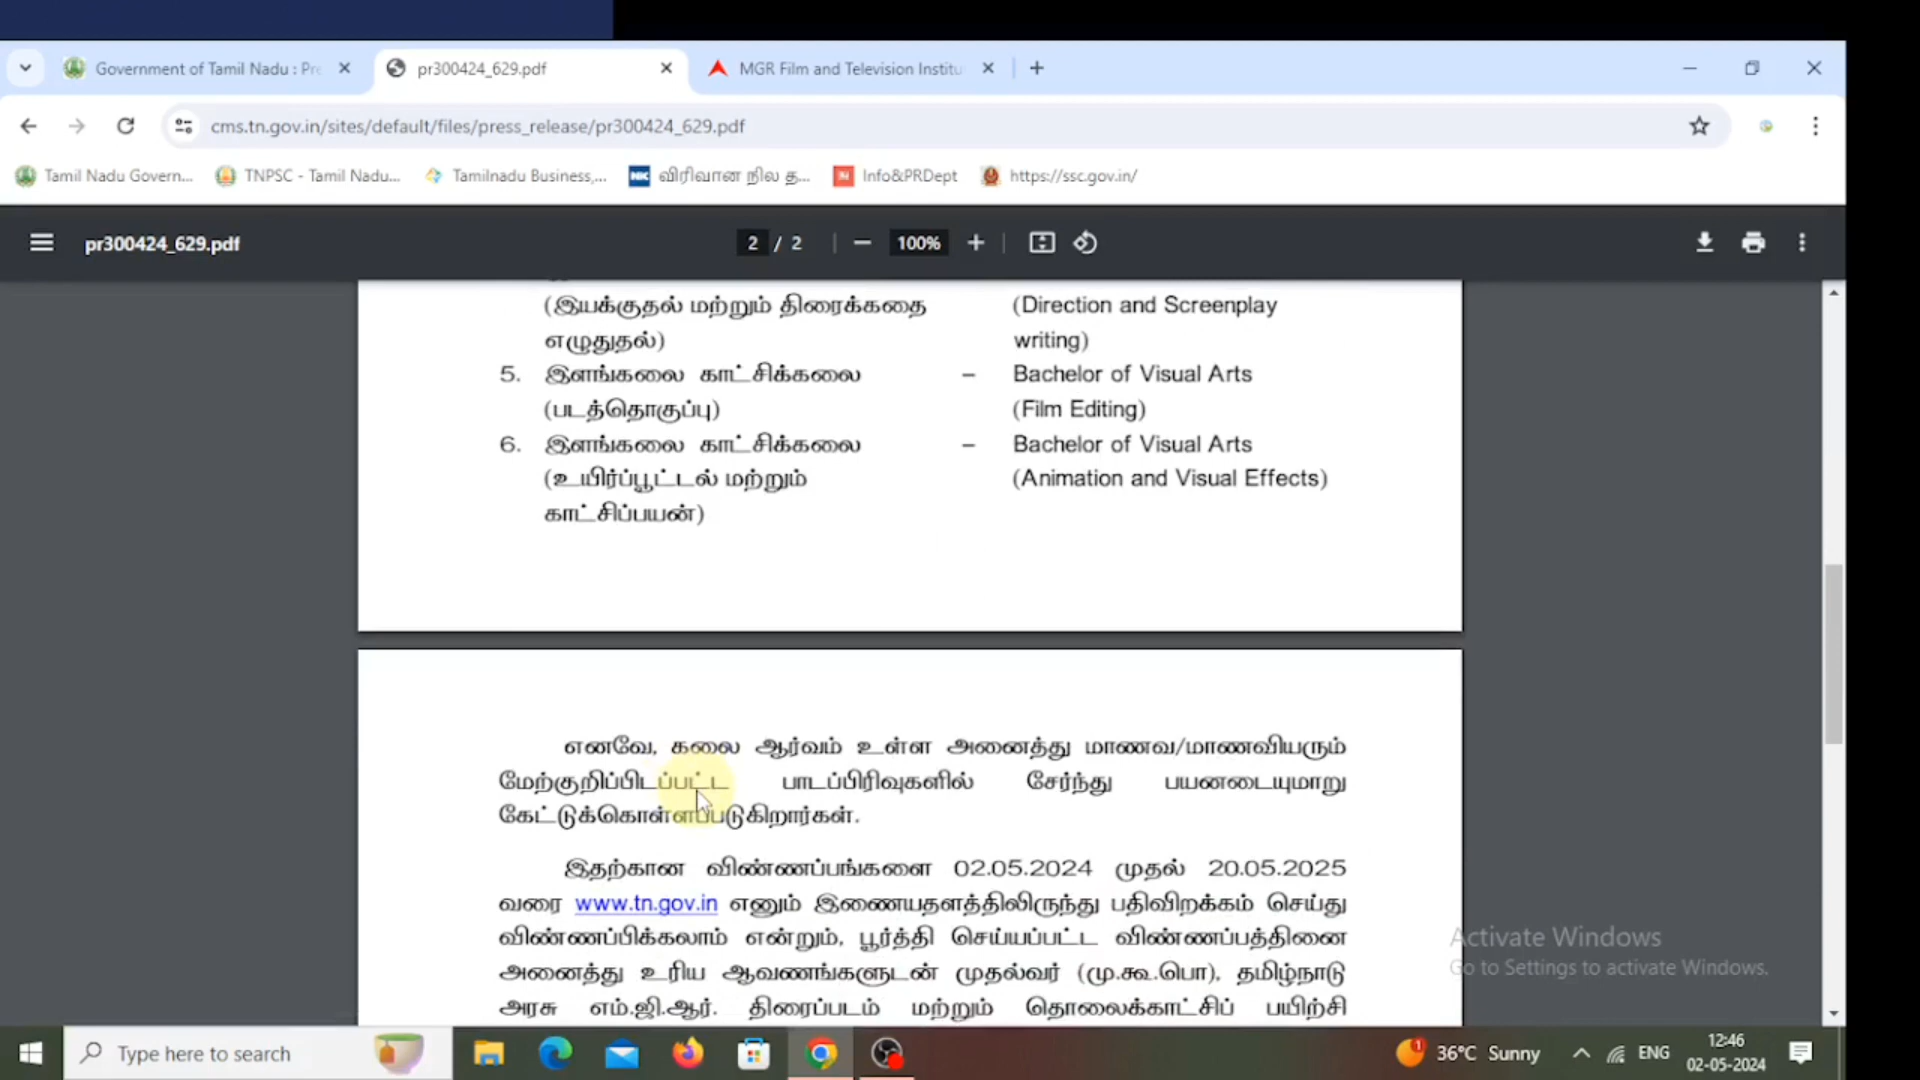 Government of Tamil Nadu : Pre
pr300424_629.pdf
MGR Film and Television Institu
cms.tn.gov.in/sites/default/files/press_release/pr300424_629.pdf
Tamil Nadu Govern...
TNPSC - Tamil Nadu...
Tamilnadu Business,...
விரிவான நில த...
Info&PRDept
https://ssc.gov.in/
pr300424_629.pdf
2 / 2
100%
(இயக்குதல் மற்றும் திரைக்கதை (Direction and Screenplay
எழுதுதல்) writing)
5. இளங்கலை காட்சிக்கலை – Bachelor of Visual Arts
(படத்தொகுப்பு) (Film Editing)
6. இளங்கலை காட்சிக்கலை – Bachelor of Visual Arts
(உயிர்ப்பூட்டல் மற்றும் (Animation and Visual Effects)
காட்சிப்பயன்)
எனவே, கலை ஆர்வம் உள்ள அனைத்து மாணவ/மாணவியரும்
மேற்குறிப்பிடப்பட்ட பாடப்பிரிவுகளில் சேர்ந்து பயனடையுமாறு
கேட்டுக்கொள்ளப்படுகிறார்கள்.
இதற்கான விண்ணப்பங்களை 02.05.2024 முதல் 20.05.2025
வரை www.tn.gov.in எனும் இணையதளத்திலிருந்து பதிவிறக்கம் செய்து
விண்ணப்பிக்கலாம் என்றும், பூர்த்தி செய்யப்பட்ட விண்ணப்பத்தினை
அனைத்து உரிய ஆவணங்களுடன் முதல்வர் (மு.கூ.பொ), தமிழ்நாடு
அரசு எம்.ஜி.ஆர். திரைப்படம் மற்றும் தொலைக்காட்சிப் பயிற்சி
Activate Windows
Go to Settings to activate Windows.
Type here to search
36°C Sunny
ENG
12:46
02-05-2024